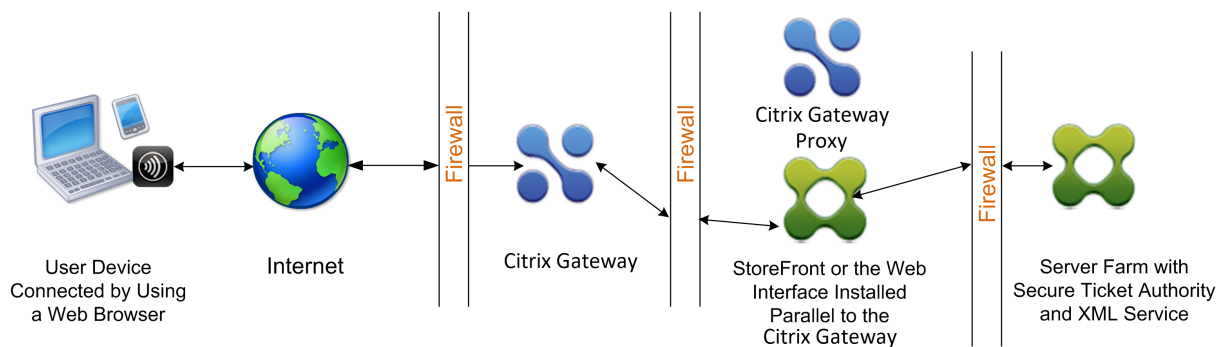 User Device
Connected by Using
a Web Browser
Internet
Firewall
Citrix Gateway
Firewall
Citrix Gateway
Proxy
StoreFront or the Web
Interface Installed
Parallel to the
Citrix Gateway
Firewall
Server Farm with
Secure Ticket Authority
and XML Service